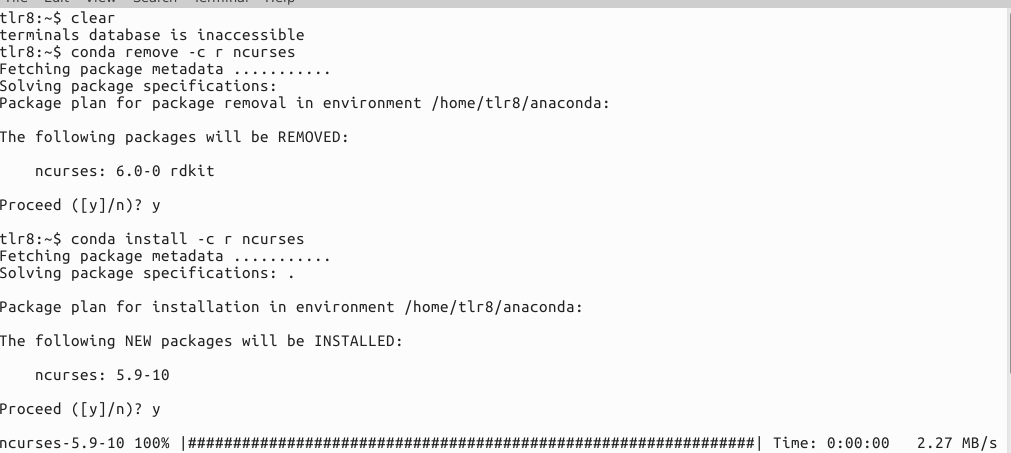 tlr8:~$ clear
terminals database is inaccessible
tlr8:~$ conda remove -c r ncurses
Fetching package metadata ...........
Solving package specifications:
Package plan for package removal in environment /home/tlr8/anaconda:
The following packages will be REMOVED:
    ncurses: 6.0-0 rdkit
Proceed ([y]/n)? y
tlr8:~$ conda install -c r ncurses
Fetching package metadata ...........
Solving package specifications: .
Package plan for installation in environment /home/tlr8/anaconda:
The following NEW packages will be INSTALLED:
    ncurses: 5.9-10
Proceed ([y]/n)? y
ncurses-5.9-10 100% |###############################################################| Time: 0:00:00   2.27 MB/s